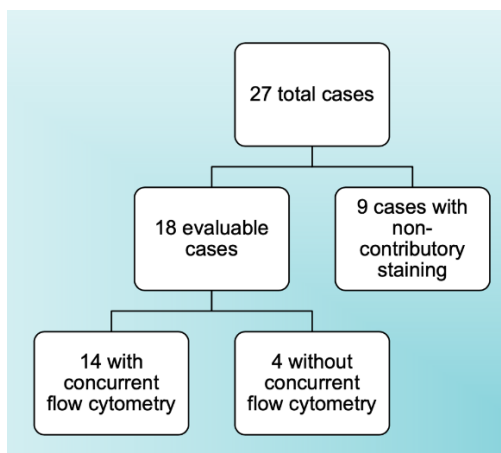 27 total cases
18 evaluable
cases
9 cases with
non-
contributory
staining
14 with
concurrent
flow cytometry
4 without
concurrent
flow cytometry